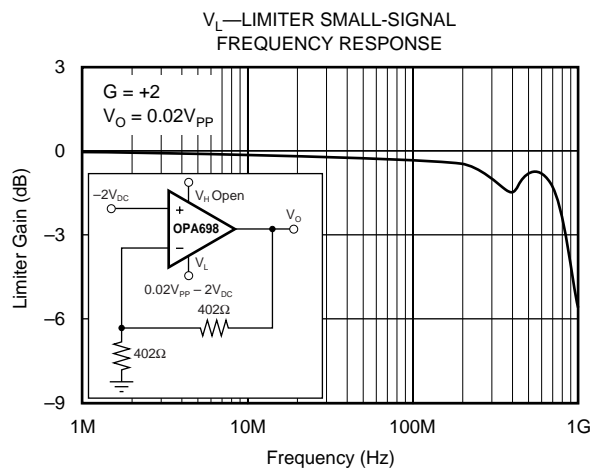 V_L—LIMITER SMALL-SIGNAL
FREQUENCY RESPONSE
3
G = +2
V_O = 0.02V_PP
0
–2V_DC
V_H Open
V_O
+
OPA698
–
V_L
0.02V_PP – 2V_DC
402Ω
402Ω
–3
–6
–9
Limiter Gain (dB)
1M
10M
100M
1G
Frequency (Hz)